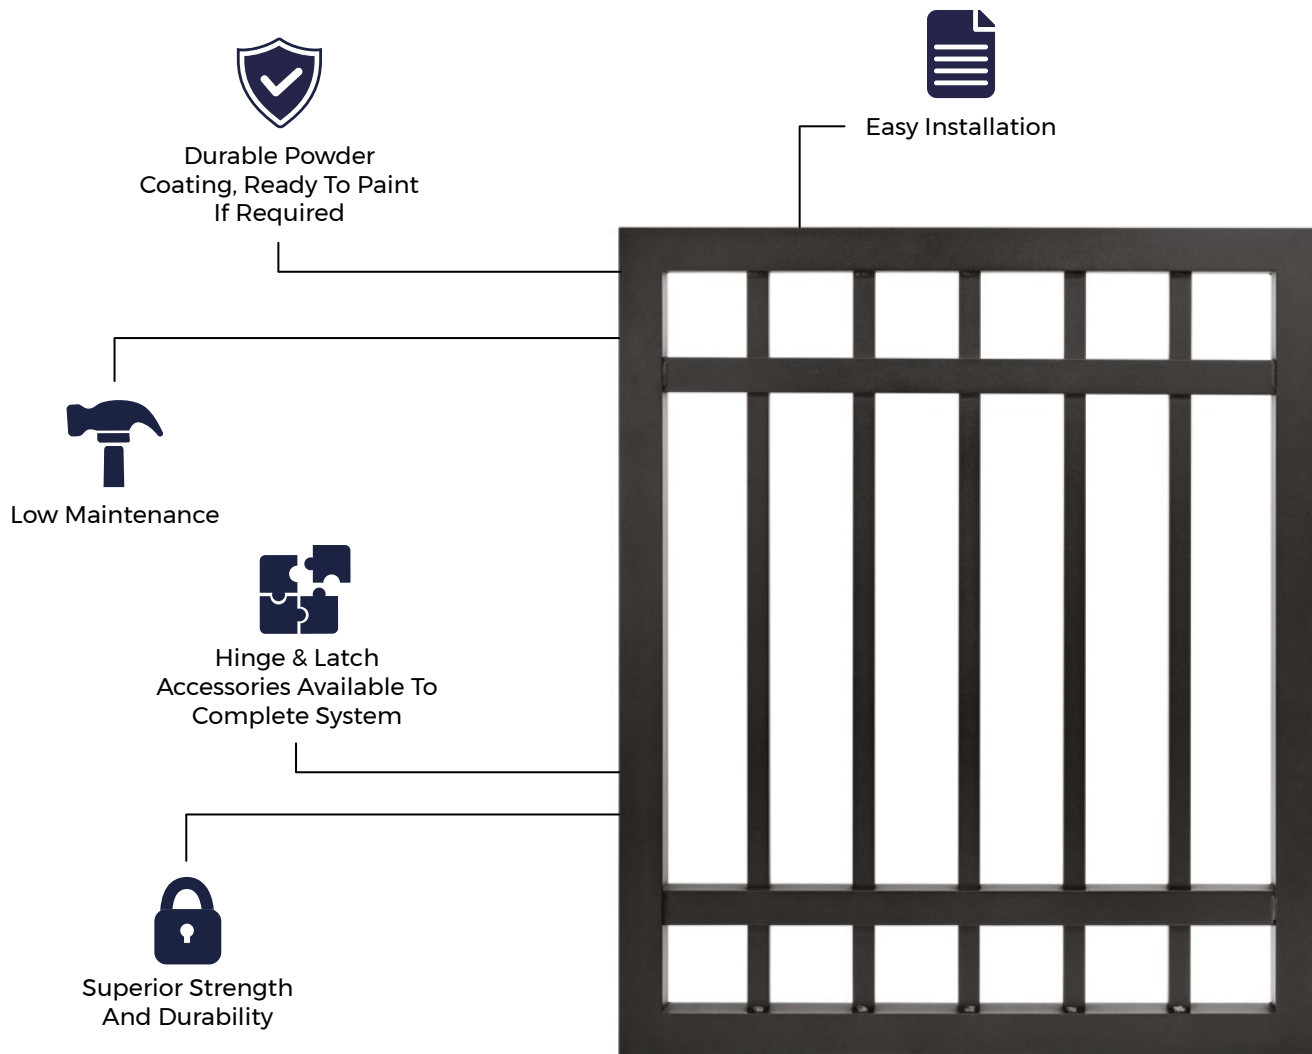 Easy Installation
Durable Powder
Coating, Ready To Paint
If Required
Low Maintenance
Hinge & Latch
Accessories Available To
Complete System
Superior Strength
And Durability